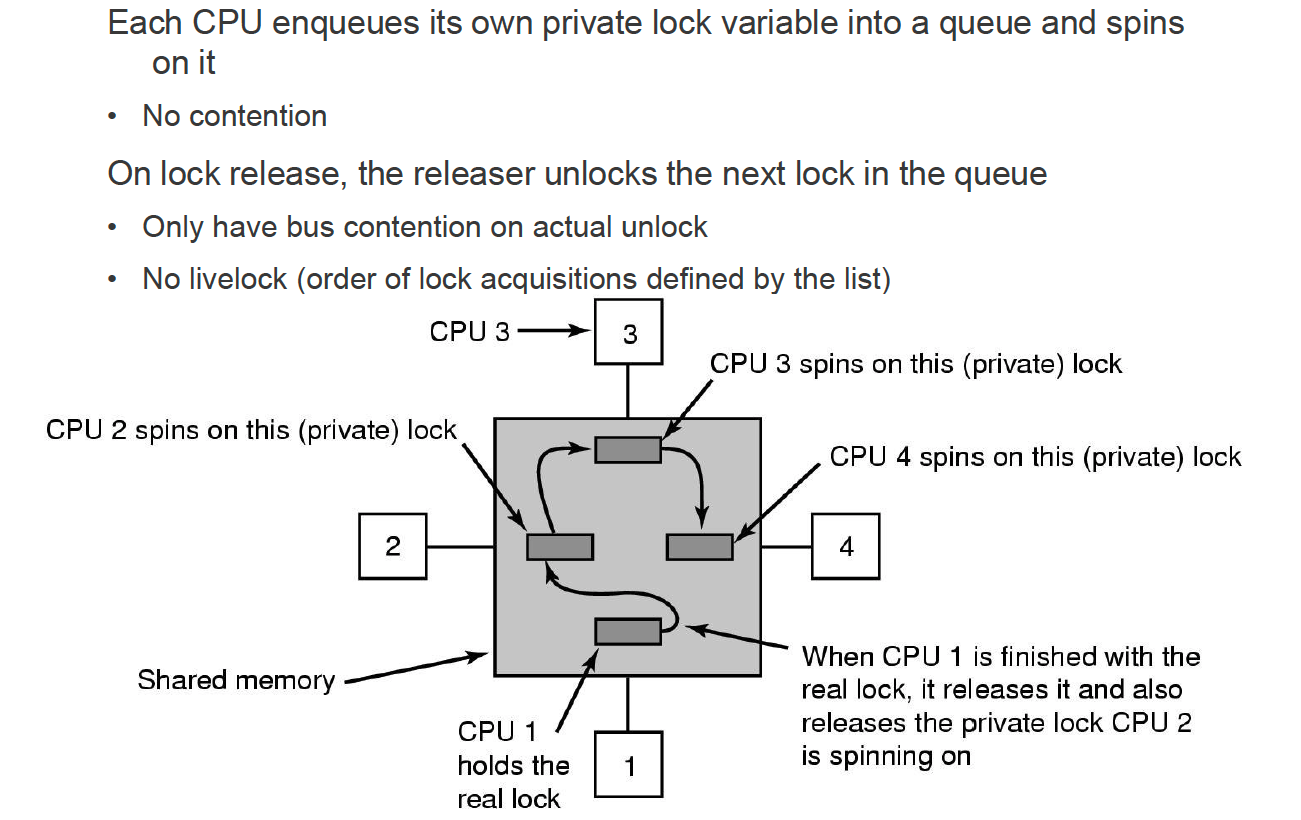 Each CPU enqueues its own private lock variable into a queue and spins
on it
• No contention
On lock release, the releaser unlocks the next lock in the queue
• Only have bus contention on actual unlock
• No livelock (order of lock acquisitions defined by the list)
CPU 3
3
CPU 3 spins on this (private) lock
CPU 2 spins on this (private) lock
CPU 4 spins on this (private) lock
2
4
Shared memory
When CPU 1 is finished with the
real lock, it releases it and also
releases the private lock CPU 2
is spinning on
CPU 1
holds the
real lock
1